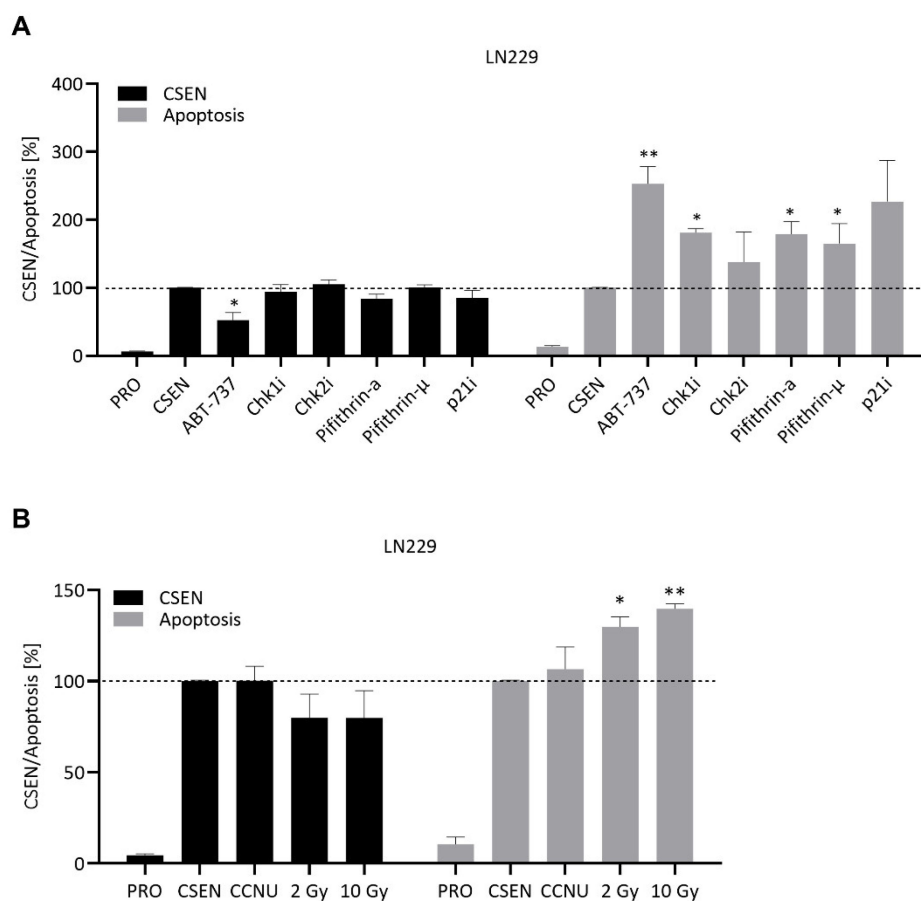 A
LN229
CSEN/Apoptosis [%]
400
300
200
100
0
CSEN
Apoptosis
*
**
*
*
*
PRO
CSEN
ABT-737
Chk1i
Chk2i
Pifithrin-a
Pifithrin-µ
p21i
PRO
CSEN
ABT-737
Chk1i
Chk2i
Pifithrin-a
Pifithrin-µ
p21i
B
LN229
CSEN/Apoptosis [%]
150
100
50
0
CSEN
Apoptosis
*
**
PRO CSEN CCNU 2 Gy 10 Gy PRO CSEN CCNU 2 Gy 10 Gy